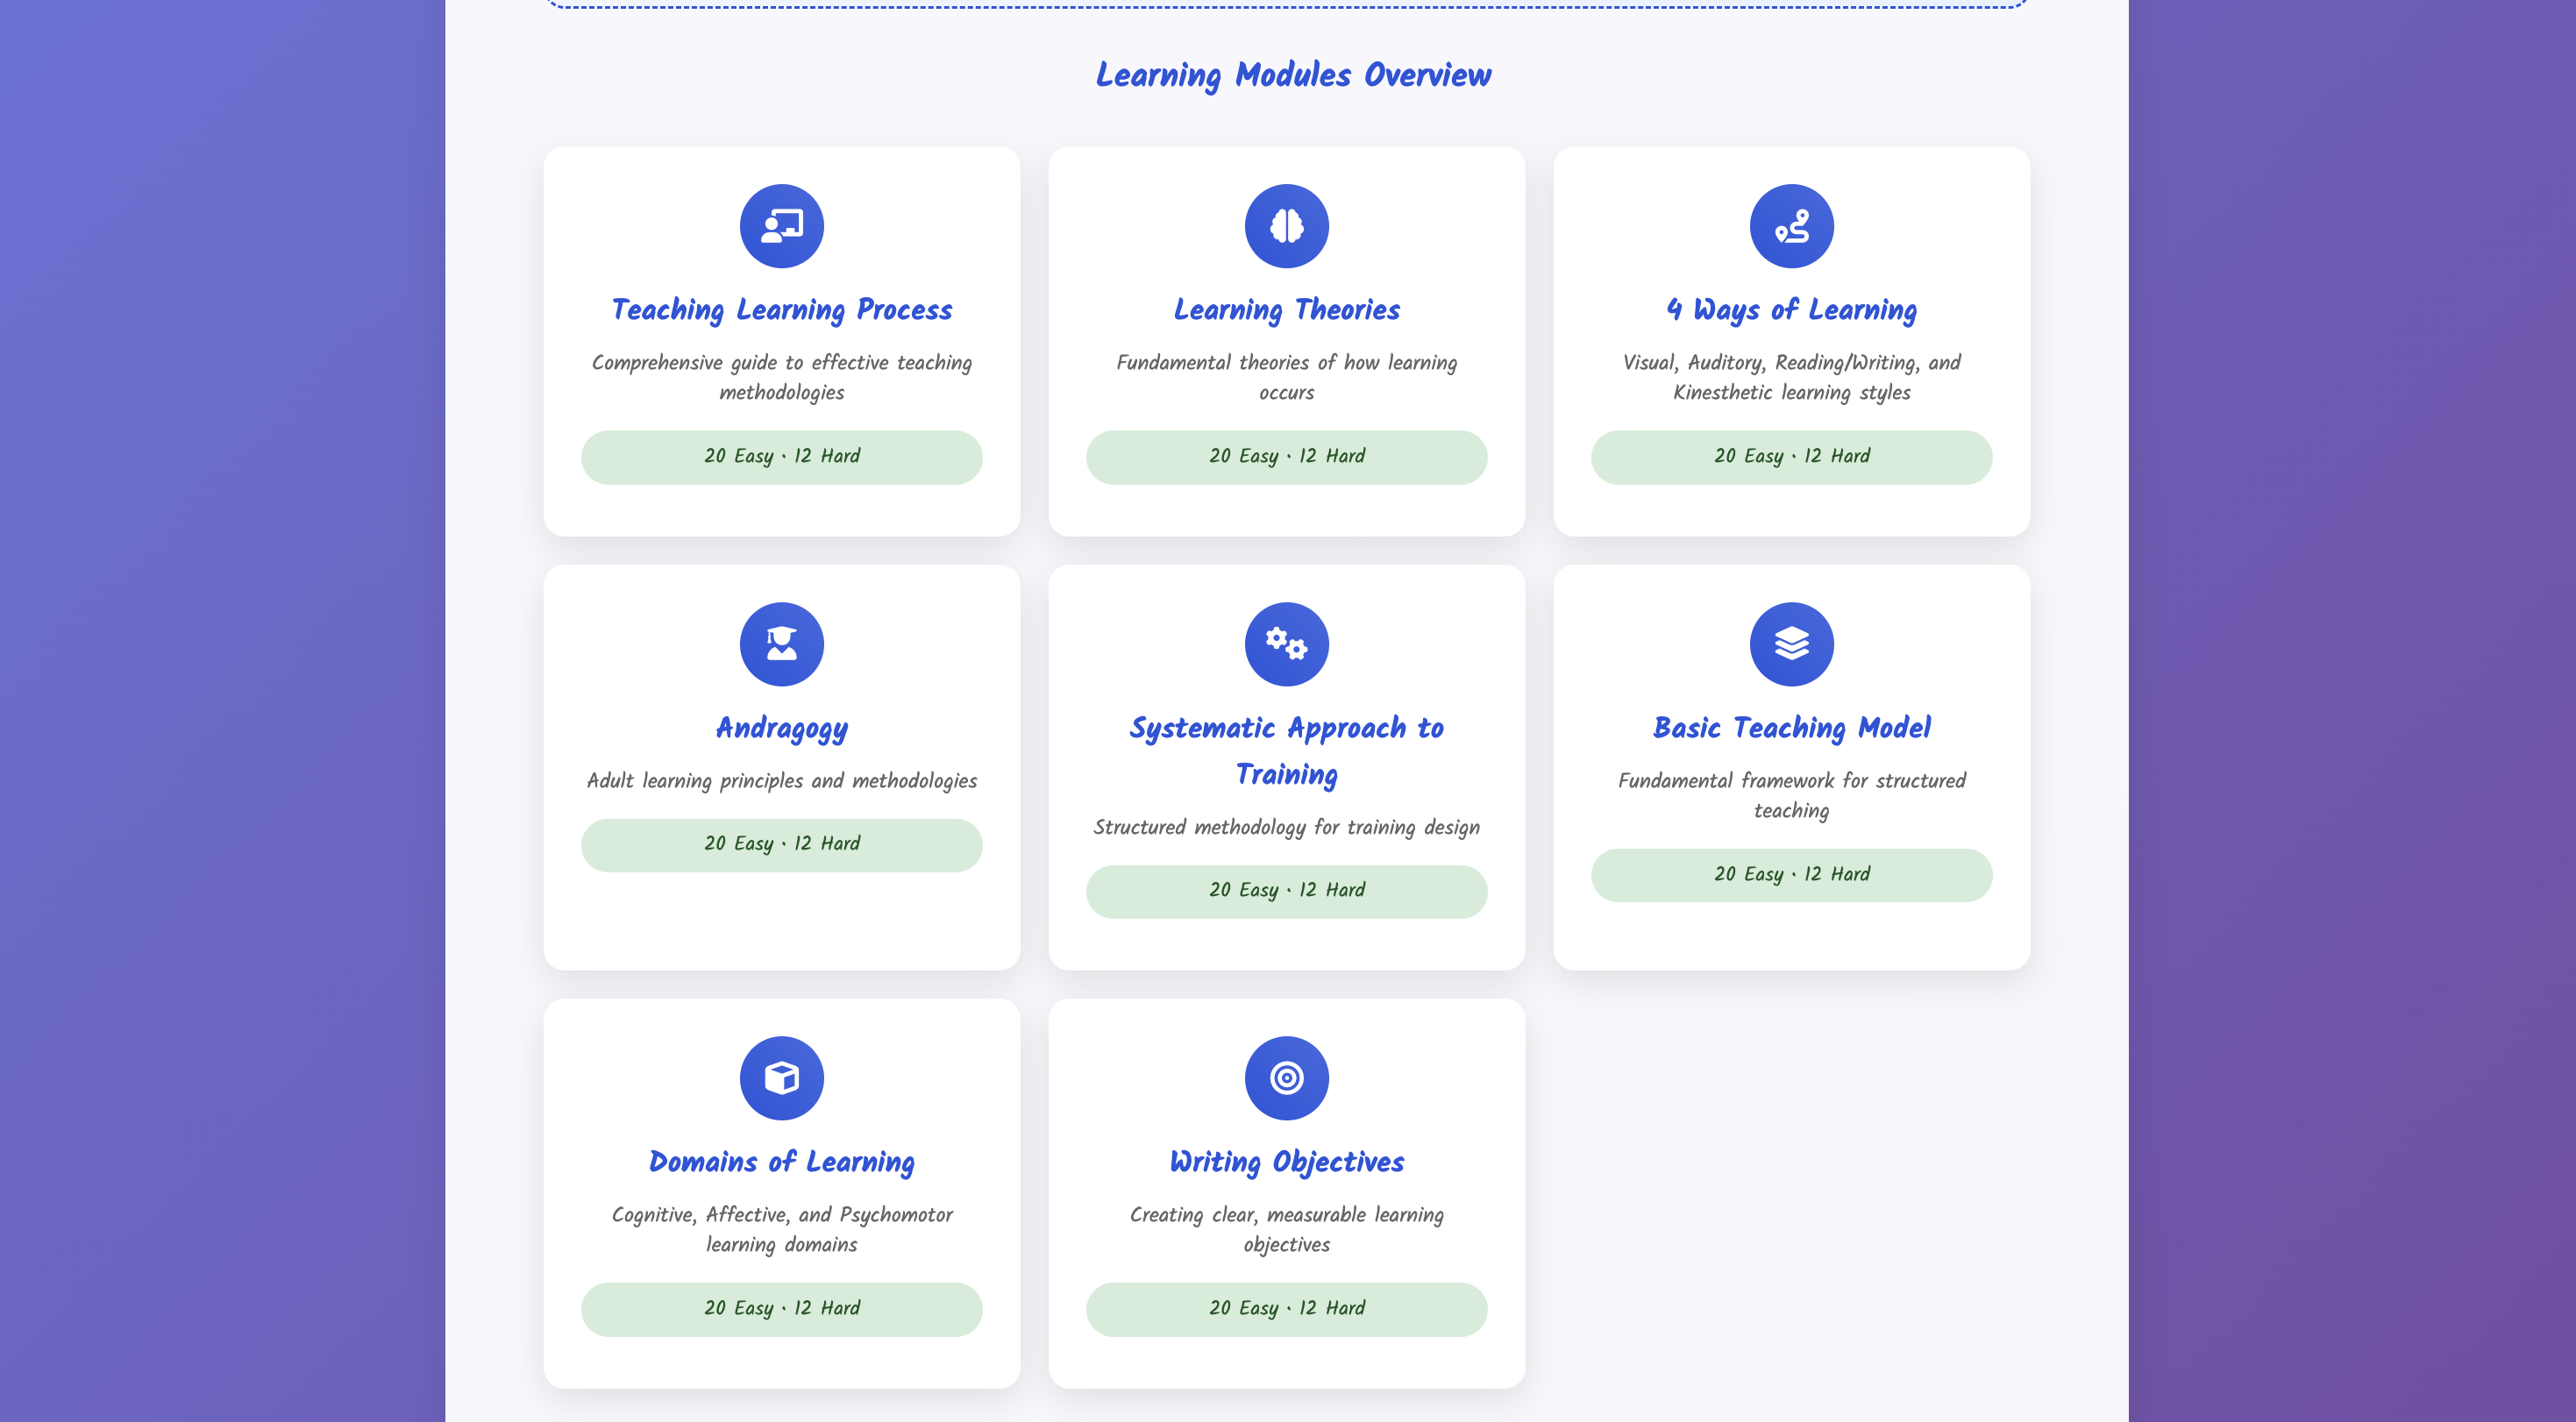 Learning Modules Overview
Teaching Learning Process
Comprehensive guide to effective teaching
methodologies
20 Easy • 12 Hard
Learning Theories
Fundamental theories of how learning
occurs
20 Easy • 12 Hard
4 Ways of Learning
Visual, Auditory, Reading/Writing, and
Kinesthetic learning styles
20 Easy • 12 Hard
Andragogy
Adult learning principles and methodologies
20 Easy • 12 Hard
Systematic Approach to
Training
Structured methodology for training design
20 Easy • 12 Hard
Basic Teaching Model
Fundamental framework for structured
teaching
20 Easy • 12 Hard
Domains of Learning
Cognitive, Affective, and Psychomotor
learning domains
20 Easy • 12 Hard
Writing Objectives
Creating clear, measurable learning
objectives
20 Easy • 12 Hard